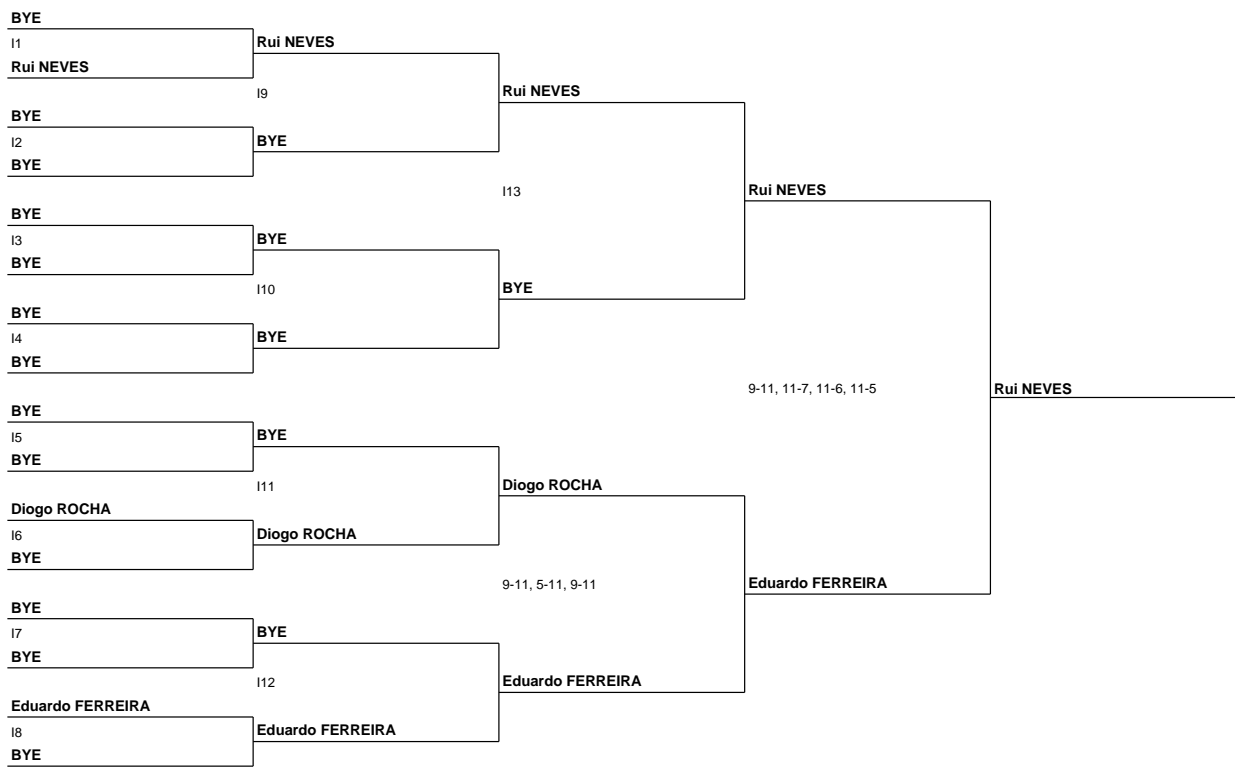 BYE
I1
Rui NEVES
BYE
I2
BYE
BYE
I3
BYE
BYE
I4
BYE
BYE
I5
BYE
Diogo ROCHA
I6
BYE
BYE
I7
BYE
Eduardo FERREIRA
I8
BYE
Rui NEVES
I9
BYE
BYE
I10
BYE
BYE
I11
Diogo ROCHA
BYE
I12
Eduardo FERREIRA
Rui NEVES
I13
BYE
Diogo ROCHA
9-11, 5-11, 9-11
Eduardo FERREIRA
Rui NEVES
9-11, 11-7, 11-6, 11-5
Eduardo FERREIRA
Rui NEVES